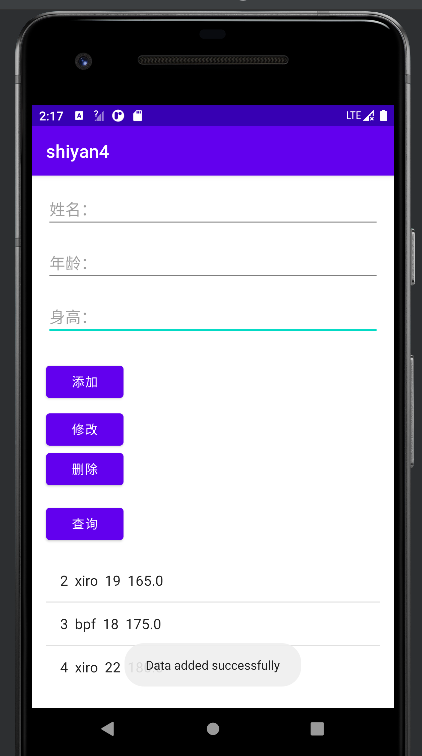 2:17 LTE
shiyan4
姓名：
年龄：
身高：
添加
修改
删除
查询
2 xiro 19 165.0
3 bpf 18 175.0
4 xiro 22
Data added successfully